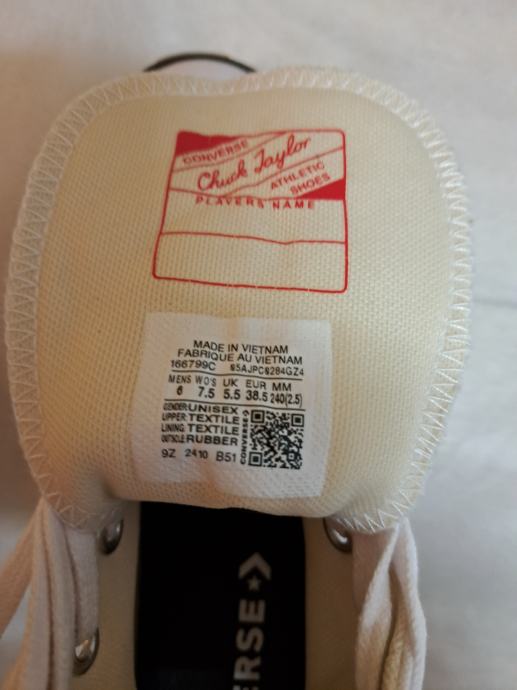 CONVERSE
Chuck Taylor
ATHLETIC
SHOES
PLAYERS NAME
MADE IN VIETNAM
FABRIQUE AU VIETNAM
166799C 95AJPC9284GZ4
MENS WO'S UK EUR MM
6 7.5 5.5 38.5 240(2.5)
GENDER:UNISEX
UPPER:TEXTILE
LINING:TEXTILE
OUTSOLE:RUBBER
CONVERSE
9Z 2410 B51
ERSE